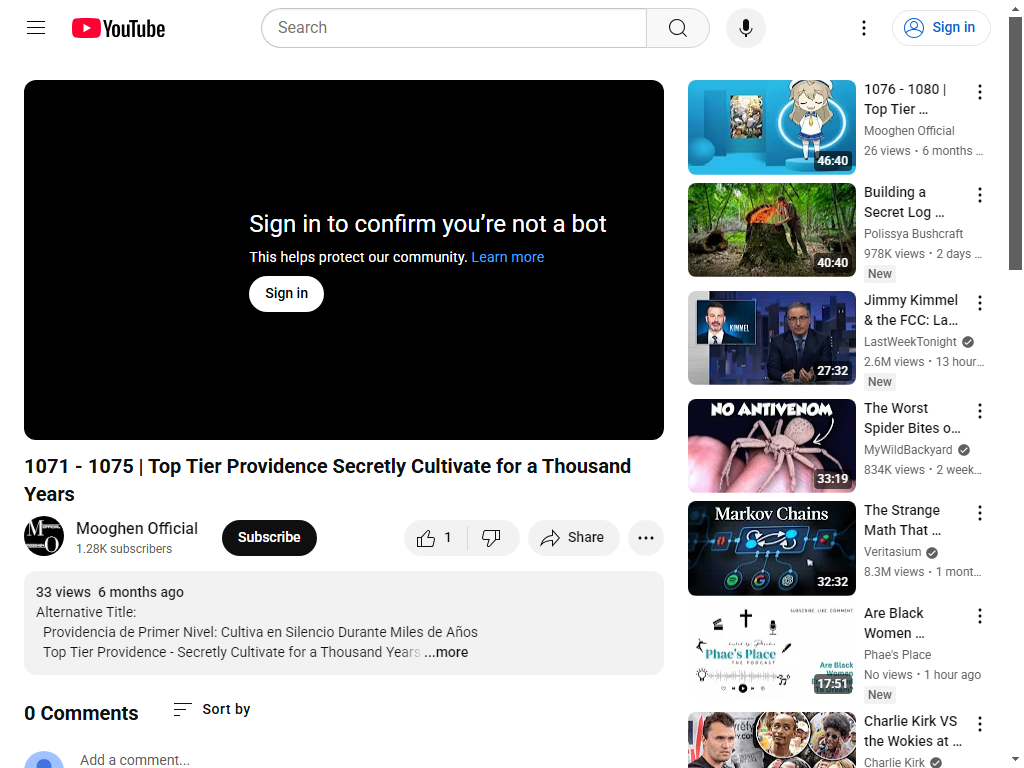 YouTube
Search
Sign in
Sign in to confirm you’re not a bot
This helps protect our community. Learn more
Sign in
1071 - 1075 | Top Tier Providence Secretly Cultivate for a Thousand
Years
Mooghen Official
1.28K subscribers
Subscribe
1
Share
33 views 6 months ago
Alternative Title:
Providencia de Primer Nivel: Cultiva en Silencio Durante Miles de Años
Top Tier Providence - Secretly Cultivate for a Thousand Years ...more
0 Comments
Sort by
Add a comment...
46:40
1076 - 1080 |
Top Tier ...
Mooghen Official
26 views • 6 months ...
40:40
Building a
Secret Log ...
Polissya Bushcraft
978K views • 2 days ...
New
KIMMEL
27:32
Jimmy Kimmel
& the FCC: La...
LastWeekTonight
2.6M views • 13 hour...
New
NO ANTIVENOM
33:19
The Worst
Spider Bites o...
MyWildBackyard
834K views • 2 week...
Markov Chains
32:32
The Strange
Math That ...
Veritasium
8.3M views • 1 mont...
SUBSCRIBE LIKE COMMENT
Phae's Place
THE PODCAST
Are Black
17:51
Are Black
Women ...
Phae's Place
No views • 1 hour ago
New
Charlie Kirk VS
the Wokies at ...
Charlie Kirk